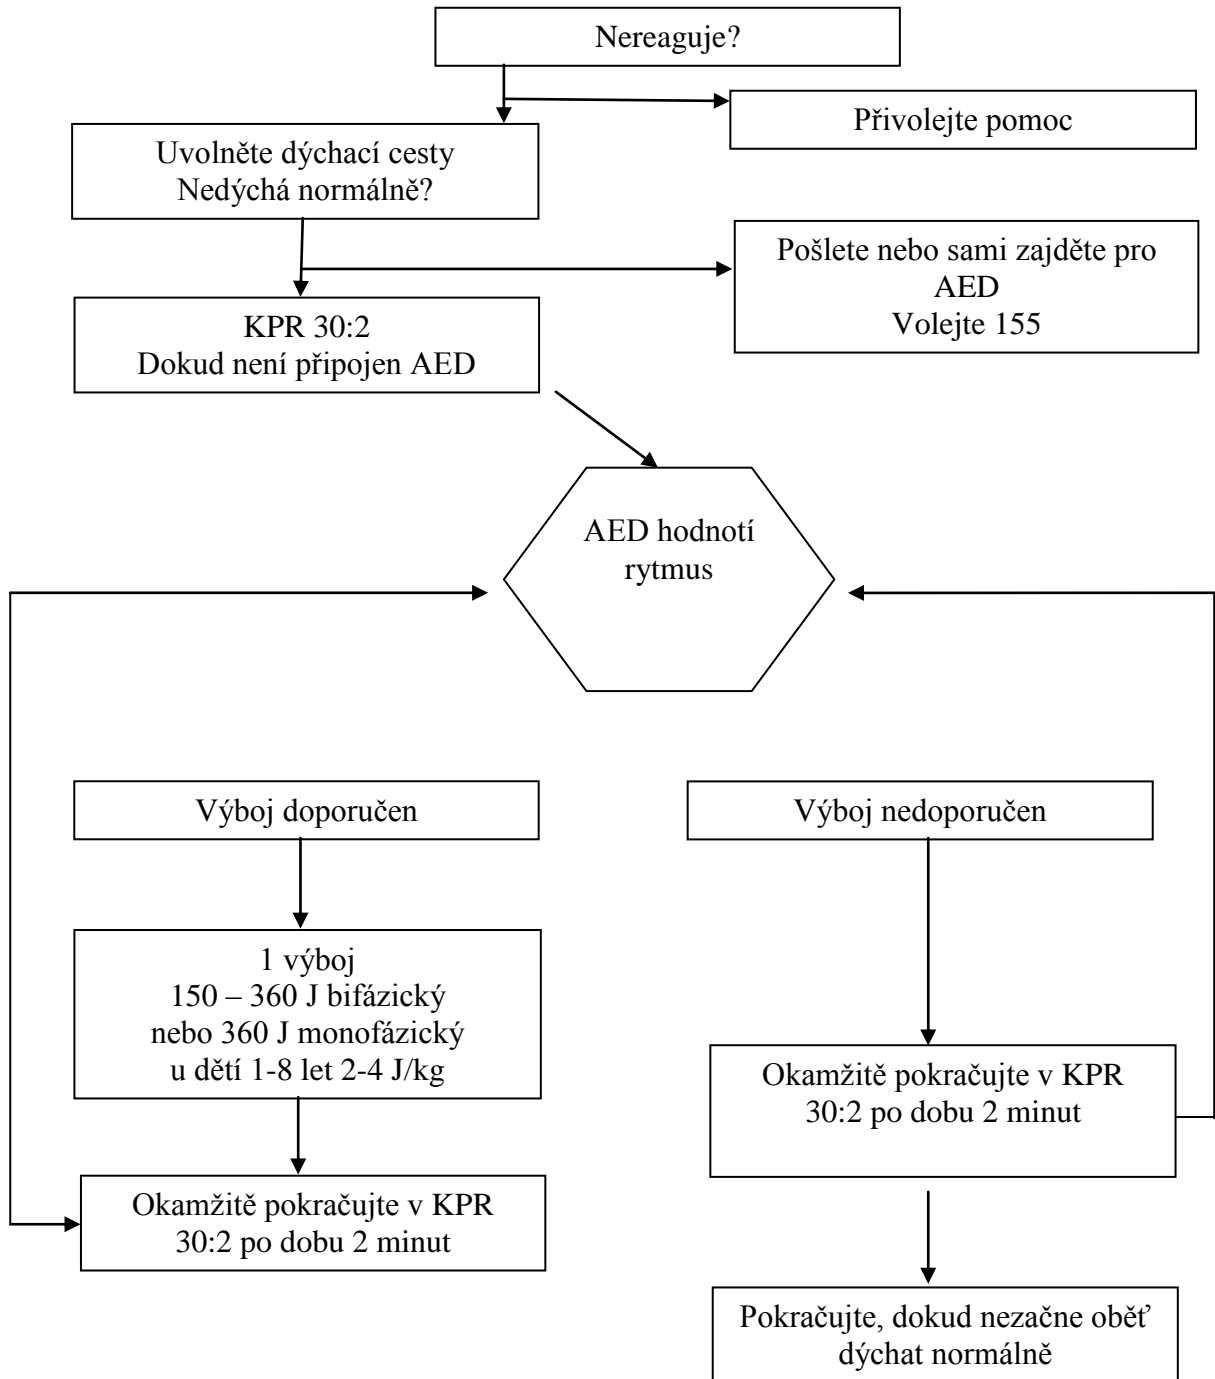 Nereaguje?
Přivolejte pomoc
Uvolněte dýchací cesty
Nedýchá normálně?
Pošlete nebo sami zajděte pro
AED
Volejte 155
KPR 30:2
Dokud není připojen AED
AED hodnotí
rytmus
Výboj doporučen
Výboj nedoporučen
1 výboj
150 – 360 J bifázický
nebo 360 J monofázický
u dětí 1-8 let 2-4 J/kg
Okamžitě pokračujte v KPR
30:2 po dobu 2 minut
Okamžitě pokračujte v KPR
30:2 po dobu 2 minut
Pokračujte, dokud nezačne oběť
dýchat normálně